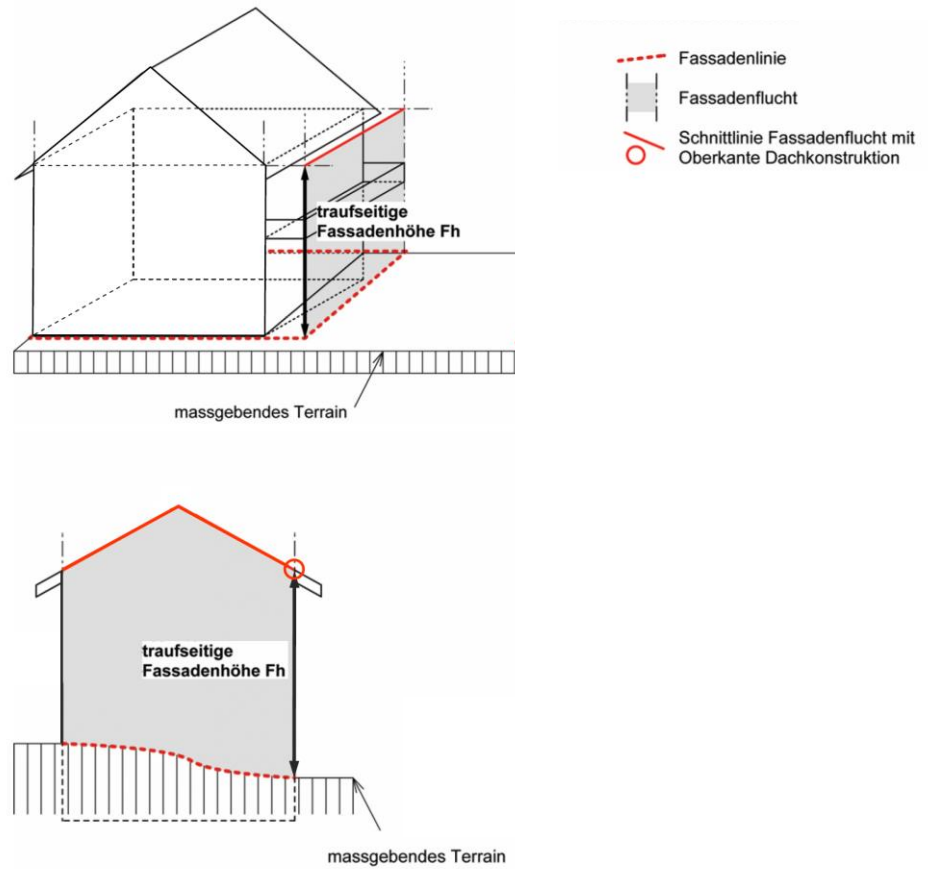 Fassadenlinie
Fassadenflucht
Schnittlinie Fassadenflucht mit
Oberkante Dachkonstruktion
traufseitige
Fassadenhöhe Fh
massgebendes Terrain
traufseitige
Fassadenhöhe Fh
massgebendes Terrain